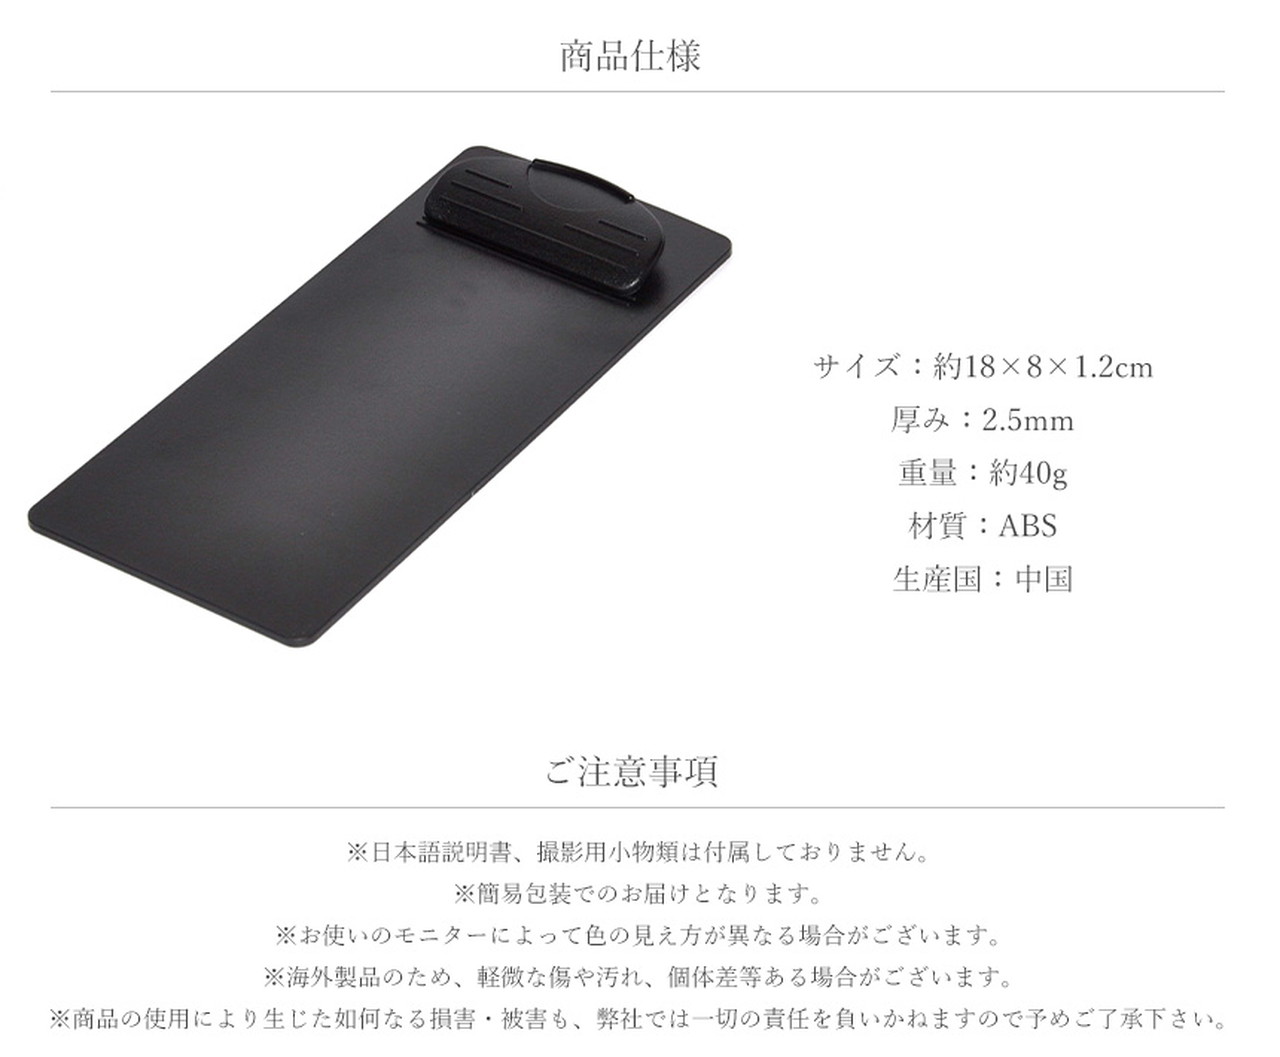 商品仕様
サイズ：約18×8×1.2cm
厚み：2.5mm
重量：約40g
材質：ABS
生産国：中国
ご注意事項
※日本語説明書、撮影用小物類は付属しておりません。
※簡易包装でのお届けとなります。
※お使いのモニターによって色の見え方が異なる場合がございます。
※海外製品のため、軽微な傷や汚れ、個体差等ある場合がございます。
※商品の使用により生じた如何なる損害・被害も、弊社では一切の責任を負いかねますので予めご了承下さい。